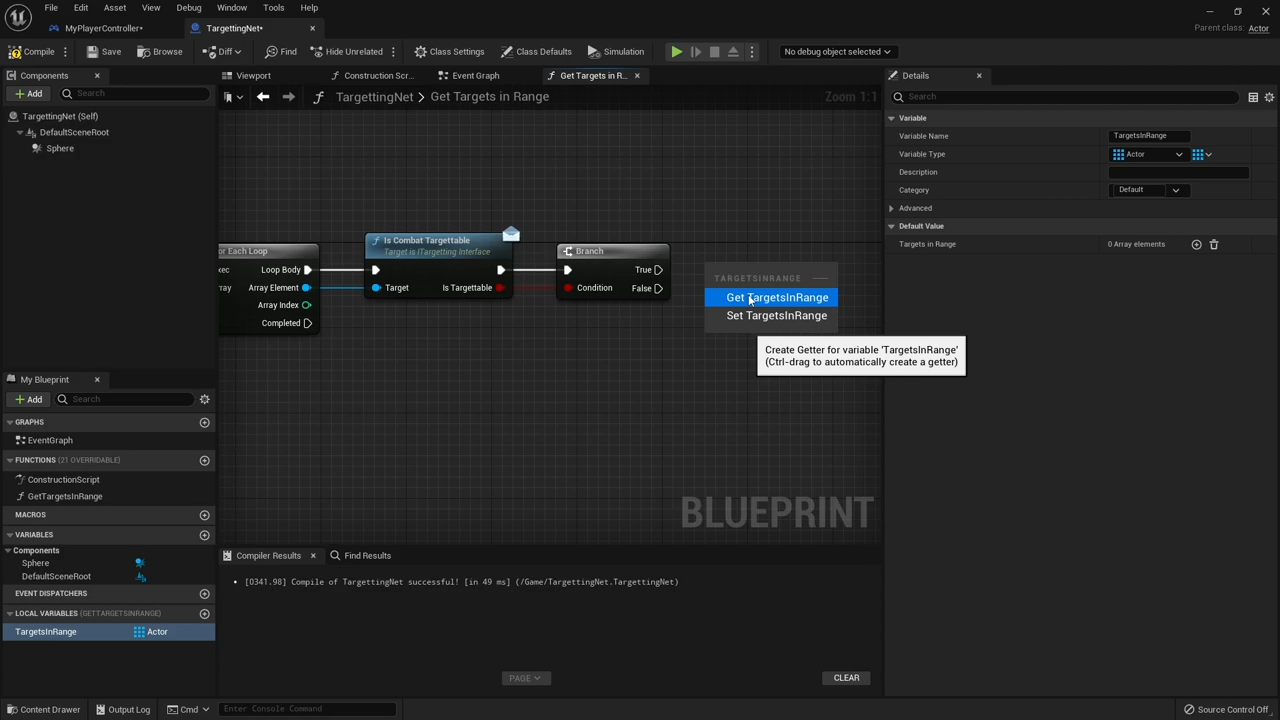 File Edit Asset View Debug Window Tools Help
MyPlayerController•
TargettingNet•
Parent class: Actor
Compile
Save
Browse
Diff
Find
Hide Unrelated
Class Settings
Class Defaults
Simulation
No debug object selected
Components
Add
Search
TargettingNet (Self)
DefaultSceneRoot
Sphere
Viewport
Construction Scr...
Event Graph
Get Targets in R...
TargettingNet > Get Targets in Range
Zoom 1:1
or Each Loop
xec
Loop Body
rray
Array Element
Array Index
Completed
Is Combat Targettable
Target is ITargeting Interface
Target
Is Targettable
Branch
True
Condition
False
TARGETSINRANGE
Get TargetsInRange
Set TargetsInRange
Create Getter for variable 'TargetsInRange'
(Ctrl-drag to automatically create a getter)
BLUEPRINT
My Blueprint
Add
Search
GRAPHS
EventGraph
FUNCTIONS (21 OVERRIDABLE)
ConstructionScript
GetTargetsInRange
MACROS
VARIABLES
Components
Sphere
DefaultSceneRoot
EVENT DISPATCHERS
LOCAL VARIABLES (GETTARGETSINRANGE)
TargetsInRange Actor
Compiler Results
Find Results
• [0341.98] Compile of TargettingNet successful! [in 49 ms] (/Game/TargettingNet.TargettingNet)
PAGE
CLEAR
Details
Search
Variable
Variable Name TargetsInRange
Variable Type Actor
Description
Category Default
Advanced
Default Value
Targets in Range 0 Array elements
Content Drawer
Output Log
Cmd
Enter Console Command
Source Control Off